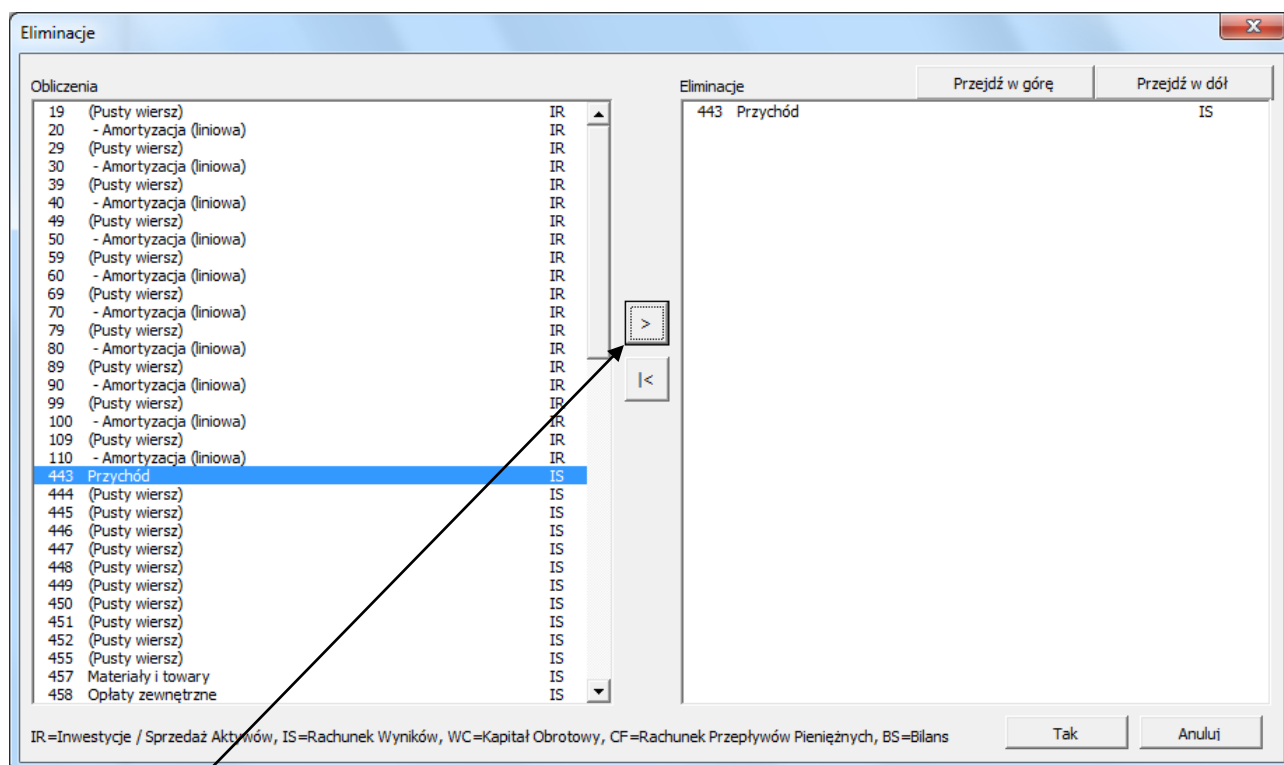 Eliminacje
Obliczenia
19 (Pusty wiersz) IR
20 - Amortyzacja (liniowa) IR
29 (Pusty wiersz) IR
30 - Amortyzacja (liniowa) IR
39 (Pusty wiersz) IR
40 - Amortyzacja (liniowa) IR
49 (Pusty wiersz) IR
50 - Amortyzacja (liniowa) IR
59 (Pusty wiersz) IR
60 - Amortyzacja (liniowa) IR
69 (Pusty wiersz) IR
70 - Amortyzacja (liniowa) IR
79 (Pusty wiersz) IR
80 - Amortyzacja (liniowa) IR
89 (Pusty wiersz) IR
90 - Amortyzacja (liniowa) IR
99 (Pusty wiersz) IR
100 - Amortyzacja (liniowa) IR
109 (Pusty wiersz) IR
110 - Amortyzacja (liniowa) IR
443 Przychód IS
444 (Pusty wiersz) IS
445 (Pusty wiersz) IS
446 (Pusty wiersz) IS
447 (Pusty wiersz) IS
448 (Pusty wiersz) IS
449 (Pusty wiersz) IS
450 (Pusty wiersz) IS
451 (Pusty wiersz) IS
452 (Pusty wiersz) IS
455 (Pusty wiersz) IS
457 Materiały i towary IS
458 Opłaty zewnętrzne IS
>
|<
Eliminacje Przejdź w górę Przejdź w dół
443 Przychód IS
IR=Inwestycje / Sprzedaż Aktywów, IS=Rachunek Wyników, WC=Kapitał Obrotowy, CF=Rachunek Przepływów Pieniężnych, BS=Bilans
Tak Anuluj